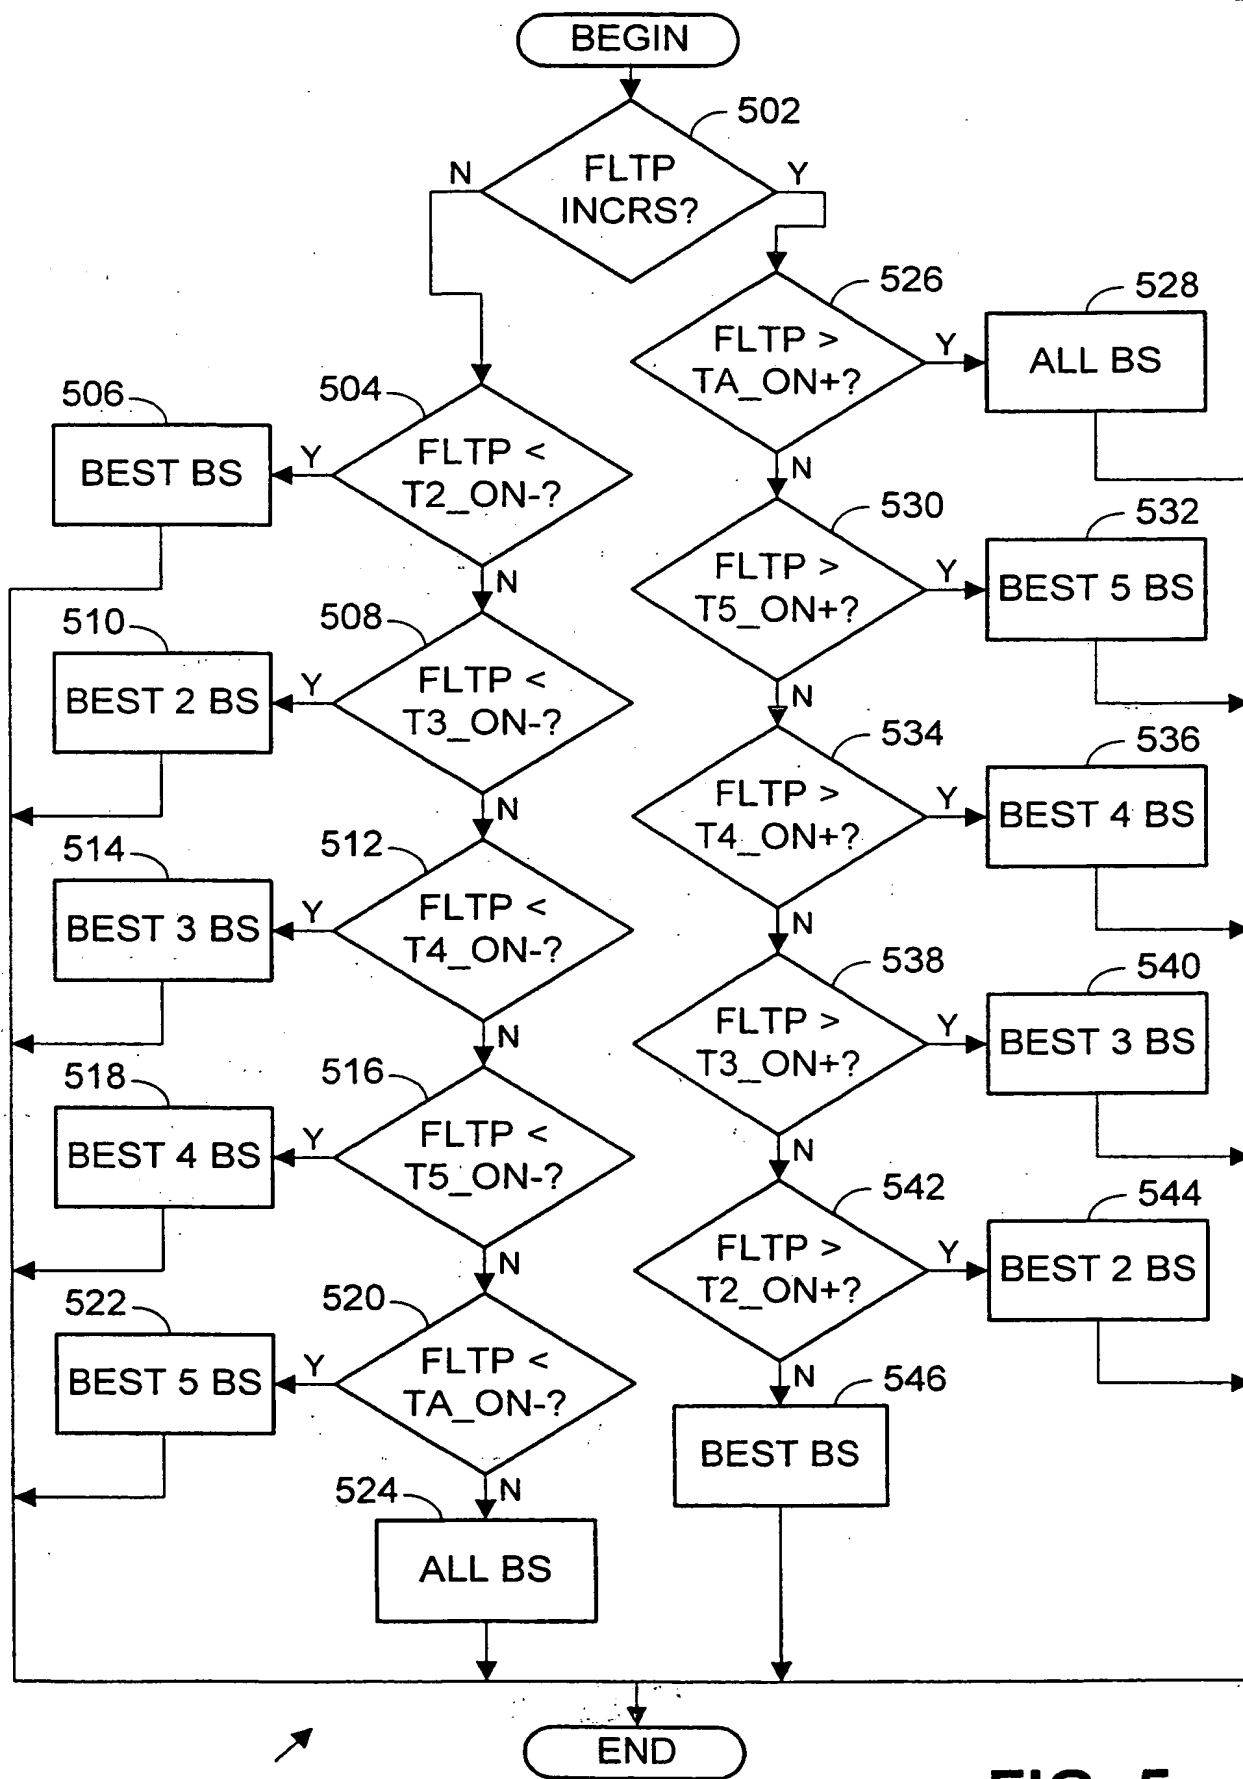 BEGIN
502
FLTP
INCRS?
N
Y
526
FLTP >
TA_ON+?
Y
528
ALL BS
N
504
FLTP <
T2_ON-?
Y
506
BEST BS
N
530
FLTP >
T5_ON+?
Y
532
BEST 5 BS
N
508
FLTP <
T3_ON-?
Y
510
BEST 2 BS
N
534
FLTP >
T4_ON+?
Y
536
BEST 4 BS
N
512
FLTP <
T4_ON-?
Y
514
BEST 3 BS
N
538
FLTP >
T3_ON+?
Y
540
BEST 3 BS
N
516
FLTP <
T5_ON-?
Y
518
BEST 4 BS
N
542
FLTP >
T2_ON+?
Y
544
BEST 2 BS
N
520
FLTP <
TA_ON-?
Y
522
BEST 5 BS
N
546
BEST BS
524
ALL BS
END
FIG. 5